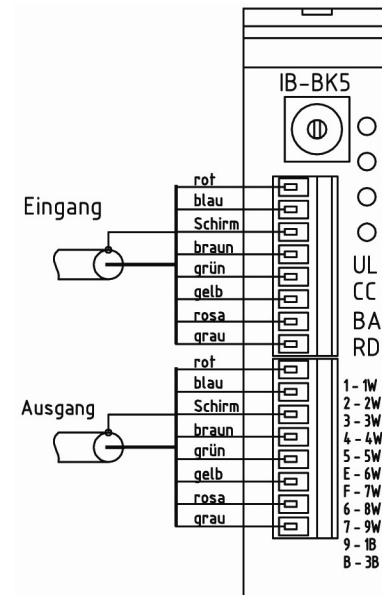 IB-BK5
Eingang
rot
blau
Schirm
braun
grün
gelb
rosa
grau
UL
CC
BA
RD
Ausgang
rot
blau
Schirm
braun
grün
gelb
rosa
grau
1 - 1W
2 - 2W
3 - 3W
4 - 4W
5 - 5W
E - 6W
F - 7W
6 - 8W
7 - 9W
9 - 1B
B - 3B